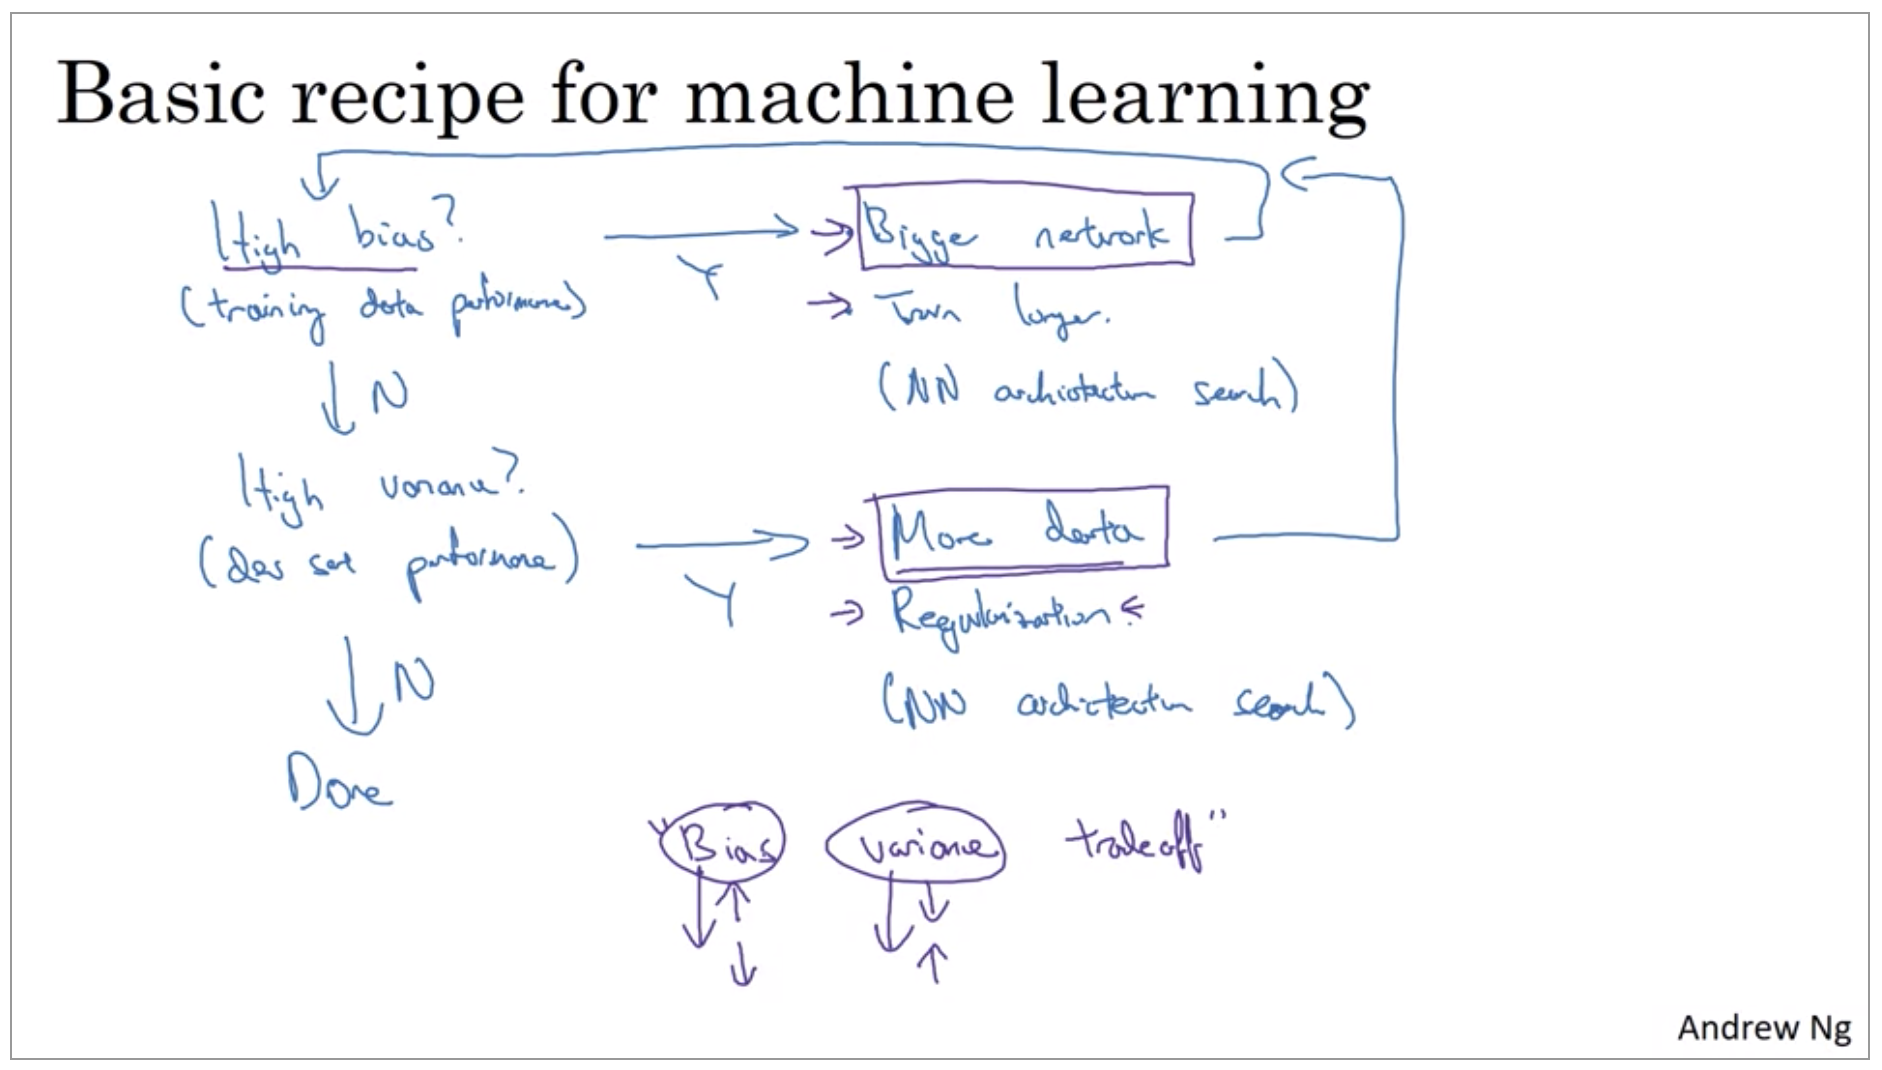 Basic recipe for machine learning
High bias? Y Bigger network
(training data performance) Train longer.
N (NN architecture search)
High variance? Y More data
(dev set performance) Regularization.
N (NN architecture search)
Done
"Bias variance tradeoff"
Andrew Ng